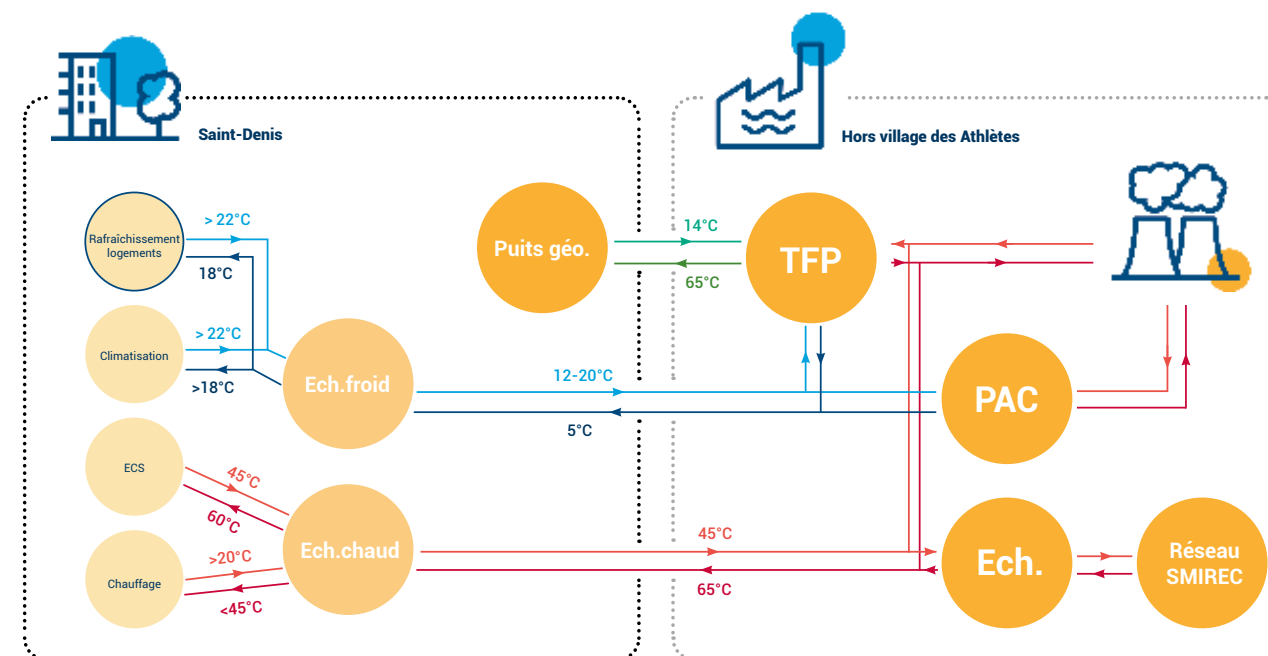 Saint-Denis
Hors village des Athlètes
Rafraîchissement
logements
> 22°C
18°C
Puits géo.
14°C
65°C
TFP
Climatisation
> 22°C
>18°C
Ech.froid
12-20°C
5°C
PAC
ECS
45°C
60°C
Chauffage
>20°C
<45°C
Ech.chaud
45°C
65°C
Ech.
Réseau
SMIREC